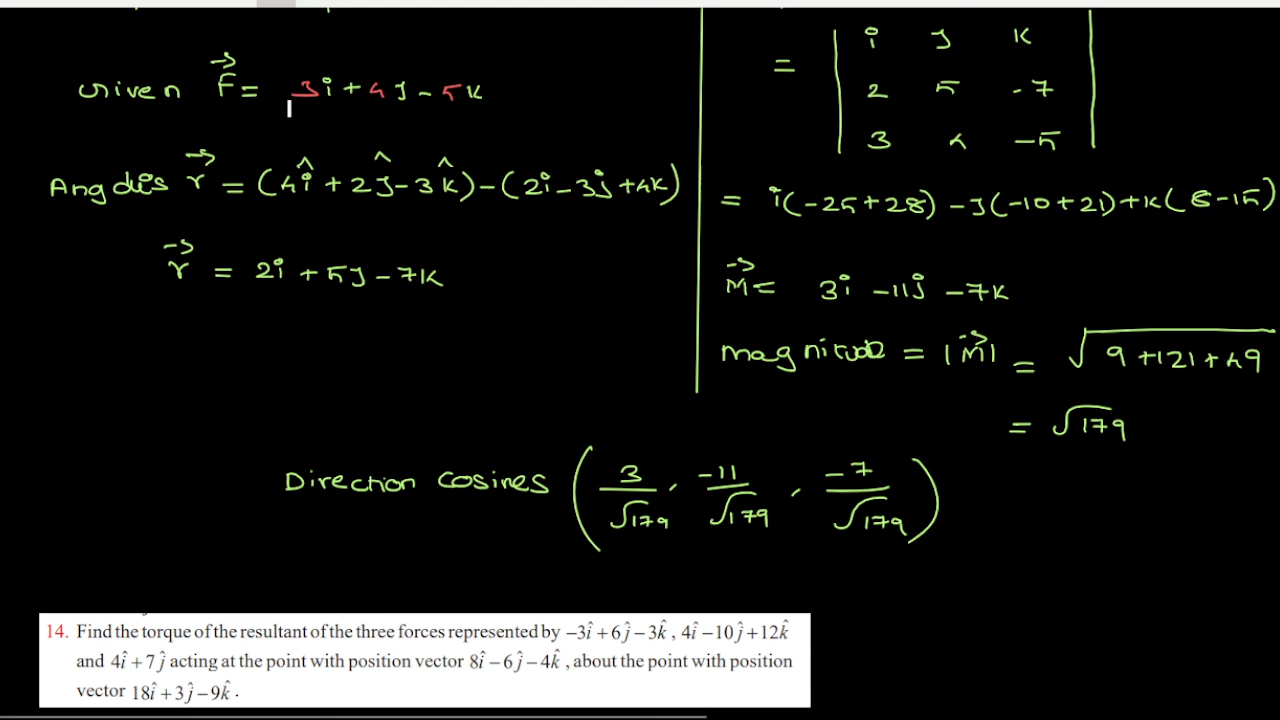 Given F→ = 3i + 4J - 5K
Angdis r→ = (4î + 2ĵ - 3k̂) - (2i - 3j + 4k)
r→ = 2i + 5J - 7K
= | i J K |
| 2 5 -7 |
| 3 4 -5 |
= i(-25+28) - J(-10+21) + K(8-15)
M→ = 3i - 11j - 7K
magnitude = |M→| = √9+121+49
= √179
Direction cosines (3/√179, -11/√179, -7/√179)
14. Find the torque of the resultant of the three forces represented by −3î + 6ĵ − 3k̂, 4î − 10ĵ + 12k̂
and 4î + 7ĵ acting at the point with position vector 8î − 6ĵ − 4k̂, about the point with position
vector 18î + 3ĵ − 9k̂.